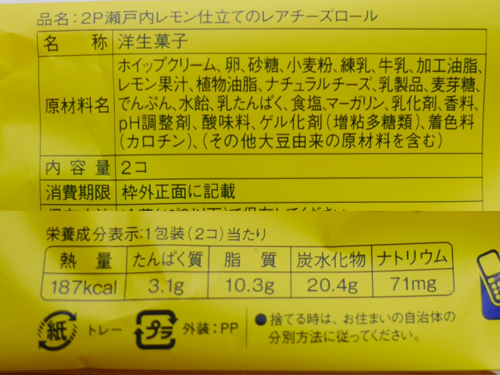 品名：2P瀬戸内レモン仕立てのレアチーズロール
名 称 洋生菓子
原材料名
ホイップクリーム、卵、砂糖、小麦粉、練乳、牛乳、加工油脂、
レモン果汁、植物油脂、ナチュラルチーズ、乳製品、麦芽糖、
でんぷん、水飴、乳たんぱく、食塩、マーガリン、乳化剤、香料、
pH調整剤、酸味料、ゲル化剤（増粘多糖類）、着色料
（カロチン）、（その他大豆由来の原材料を含む）
内 容 量 2コ
消費期限 枠外正面に記載
栄養成分表示：1包装（2コ）当たり
熱 量 たんぱく質 脂 質 炭水化物 ナトリウム
187kcal 3.1g 10.3g 20.4g 71mg
紙 トレー プラ 外装：PP
●捨てる時は、お住まいの自治体の
分別方法に従ってください。